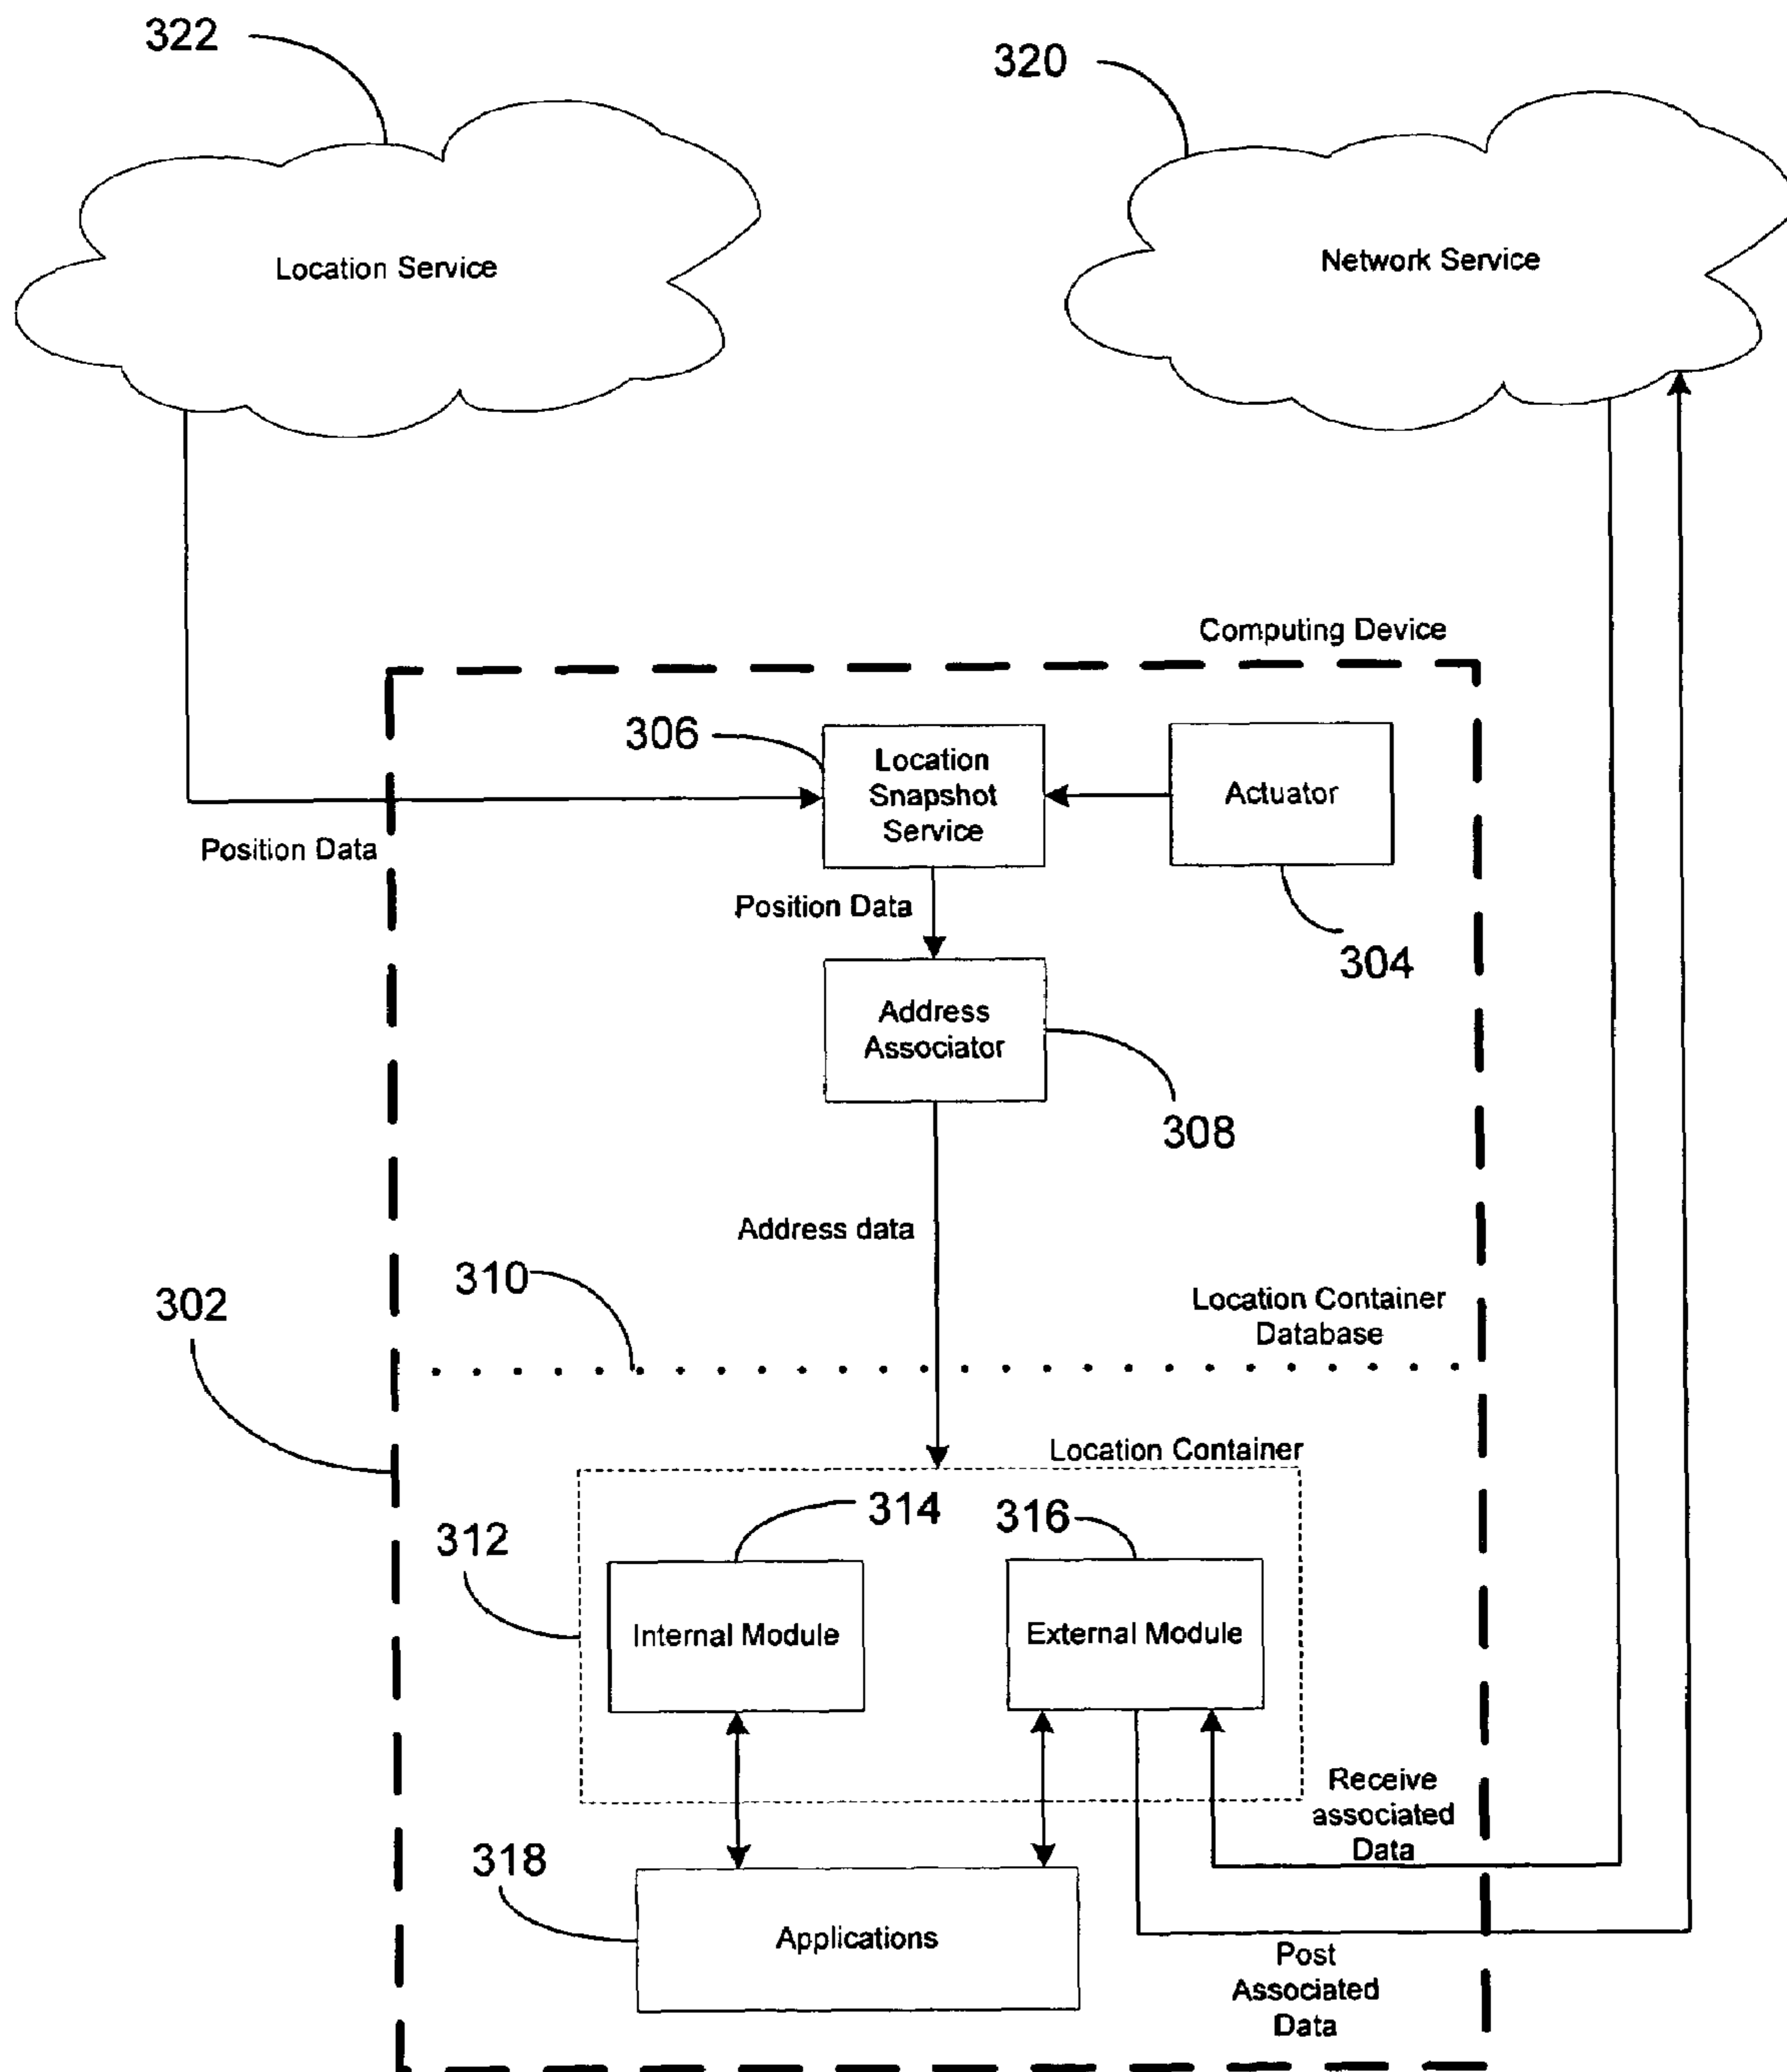 322
320
Location Service
Network Service
Computing Device
306
Location
Snapshot
Service
Actuator
Position Data
Position Data
304
Address
Associator
308
Address data
310
302
Location Container
Database
Location Container
314
316
312
Internal Module
External Module
Receive
associated
Data
318
Applications
Post
Associated
Data